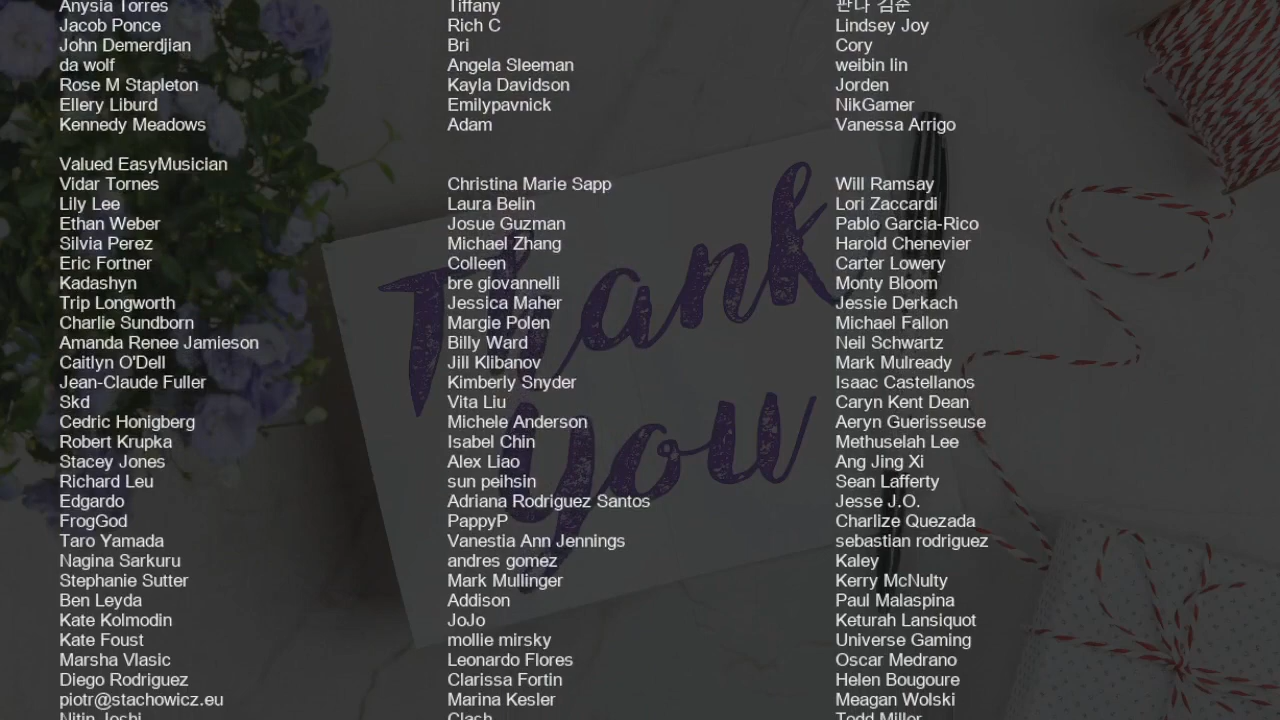 Anysia Torres
Tiffany
판다 김준
Jacob Ponce
Rich C
Lindsey Joy
John Demerdjian
Bri
Cory
da wolf
Angela Sleeman
weibin lin
Rose M Stapleton
Kayla Davidson
Jorden
Ellery Liburd
Emilypavnick
NikGamer
Kennedy Meadows
Adam
Vanessa Arrigo
Valued EasyMusician
Vidar Tornes
Christina Marie Sapp
Will Ramsay
Lily Lee
Laura Belin
Lori Zaccardi
Ethan Weber
Josue Guzman
Pablo Garcia-Rico
Silvia Perez
Michael Zhang
Harold Chenevier
Eric Fortner
Colleen
Carter Lowery
Kadashyn
bre giovannelli
Monty Bloom
Trip Longworth
Jessica Maher
Jessie Derkach
Charlie Sundborn
Margie Polen
Michael Fallon
Amanda Renee Jamieson
Billy Ward
Neil Schwartz
Caitlyn O'Dell
Jill Klibanov
Mark Mulready
Jean-Claude Fuller
Kimberly Snyder
Isaac Castellanos
Skd
Vita Liu
Caryn Kent Dean
Cedric Honigberg
Michele Anderson
Aeryn Guerisseuse
Robert Krupka
Isabel Chin
Methuselah Lee
Stacey Jones
Alex Liao
Ang Jing Xi
Richard Leu
sun peihsin
Sean Lafferty
Edgardo
Adriana Rodriguez Santos
Jesse J.O.
FrogGod
PappyP
Charlize Quezada
Taro Yamada
Vanestia Ann Jennings
sebastian rodriguez
Nagina Sarkuru
andres gomez
Kaley
Stephanie Sutter
Mark Mullinger
Kerry McNulty
Ben Leyda
Addison
Paul Malaspina
Kate Kolmodin
JoJo
Keturah Lansiquot
Kate Foust
mollie mirsky
Universe Gaming
Marsha Vlasic
Leonardo Flores
Oscar Medrano
Diego Rodriguez
Clarissa Fortin
Helen Bougoure
piotr@stachowicz.eu
Marina Kesler
Meagan Wolski
Nitin Joshi
Clash
Todd Miller
Thank
you